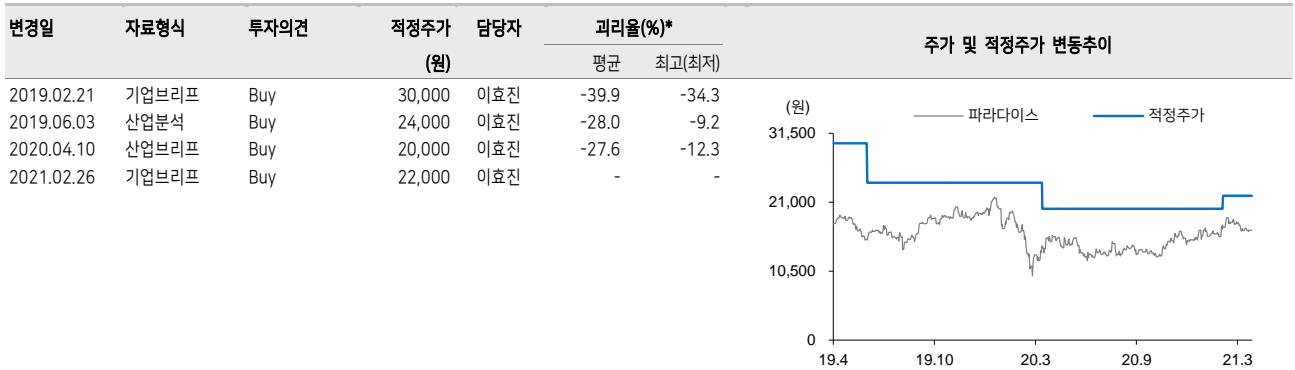 변경일 자료형식 투자의견 적정주가 담당자 괴리율(%)*
(원) 평균 최고(최저)
2019.02.21 기업브리프 Buy 30,000 이효진 -39.9 -34.3
2019.06.03 산업분석 Buy 24,000 이효진 -28.0 -9.2
2020.04.10 산업브리프 Buy 20,000 이효진 -27.6 -12.3
2021.02.26 기업브리프 Buy 22,000 이효진 - -
주가 및 적정주가 변동추이
(원) 파라다이스 적정주가
31,500
21,000
10,500
0
19.4 19.10 20.3 20.9 21.3